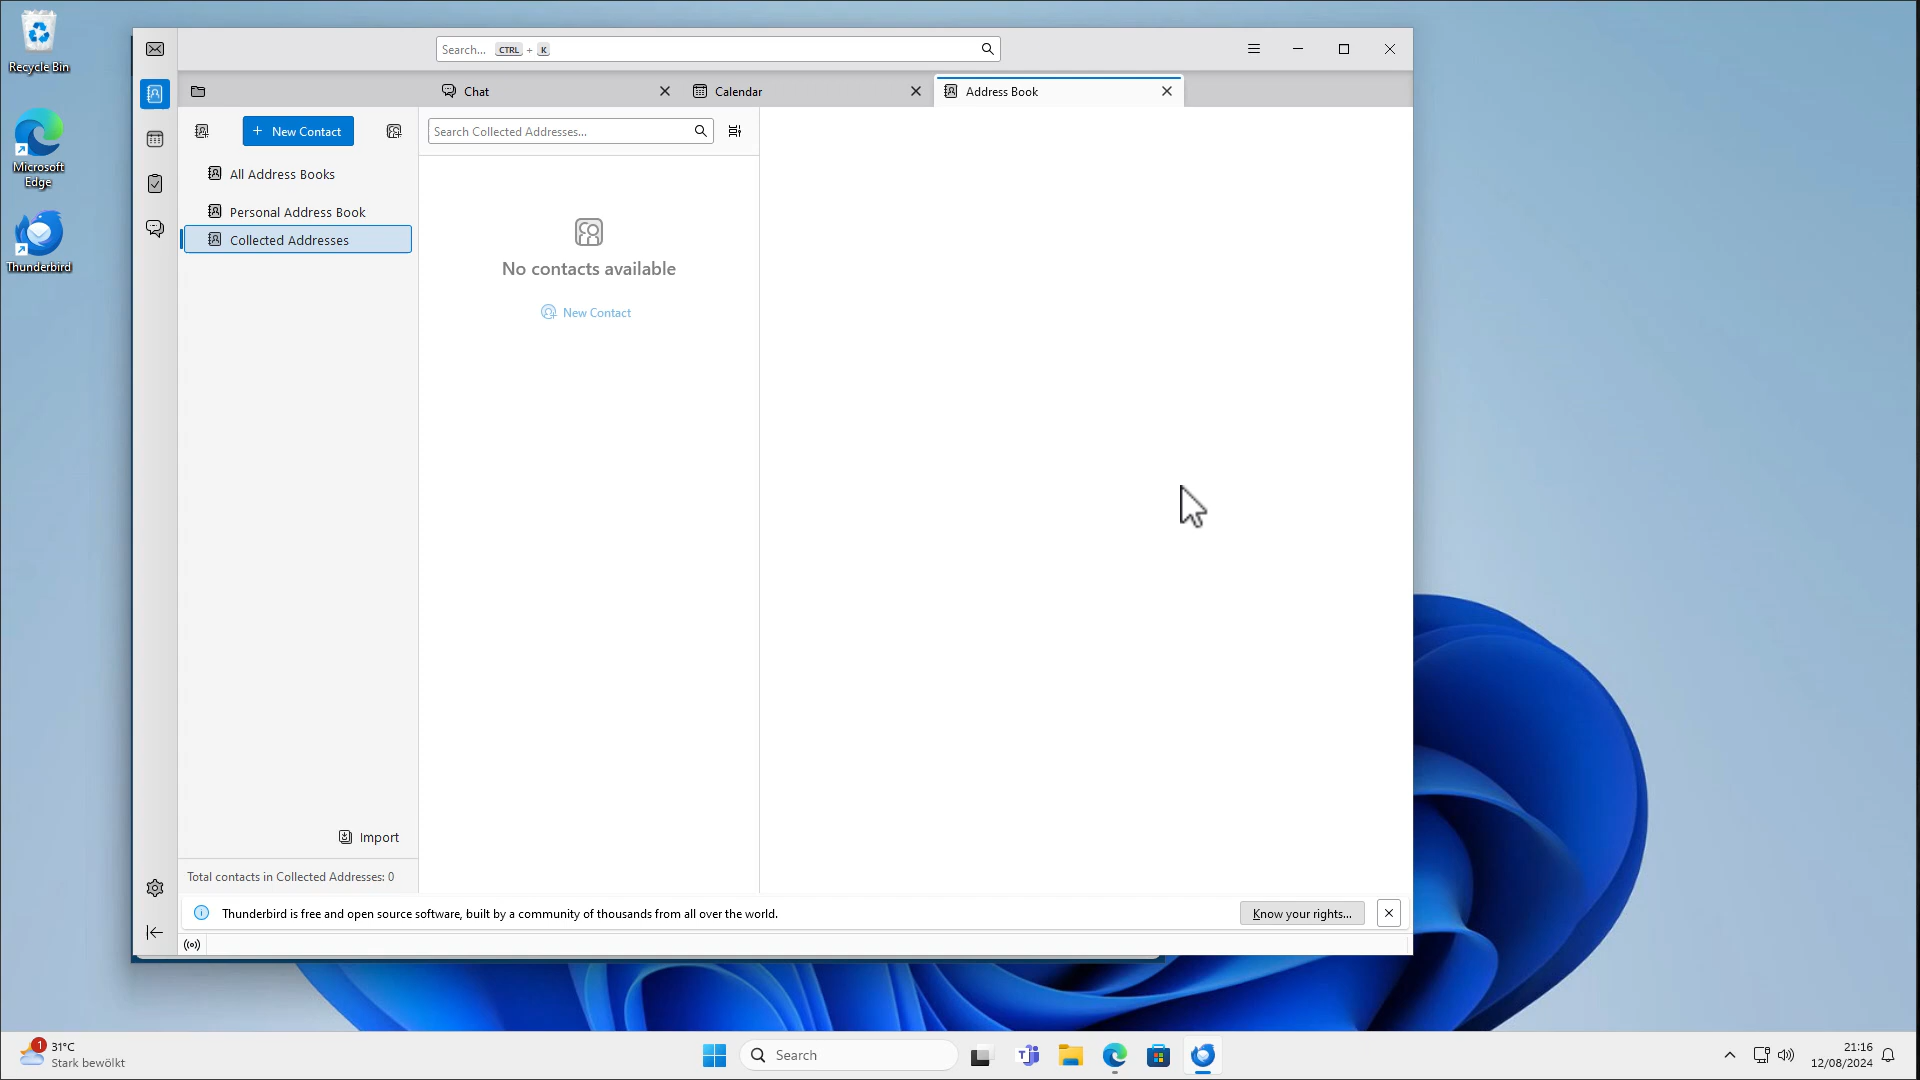 Recycle Bin
Microsoft
Edge
Thunderbird
Search... CTRL + K
Chat
Calendar
Address Book
+ New Contact
Search Collected Addresses...
All Address Books
Personal Address Book
Collected Addresses
No contacts available
New Contact
Import
Total contacts in Collected Addresses: 0
Thunderbird is free and open source software, built by a community of thousands from all over the world.
Know your rights...
1
31°C
Stark bewölkt
Search
21:16
12/08/2024